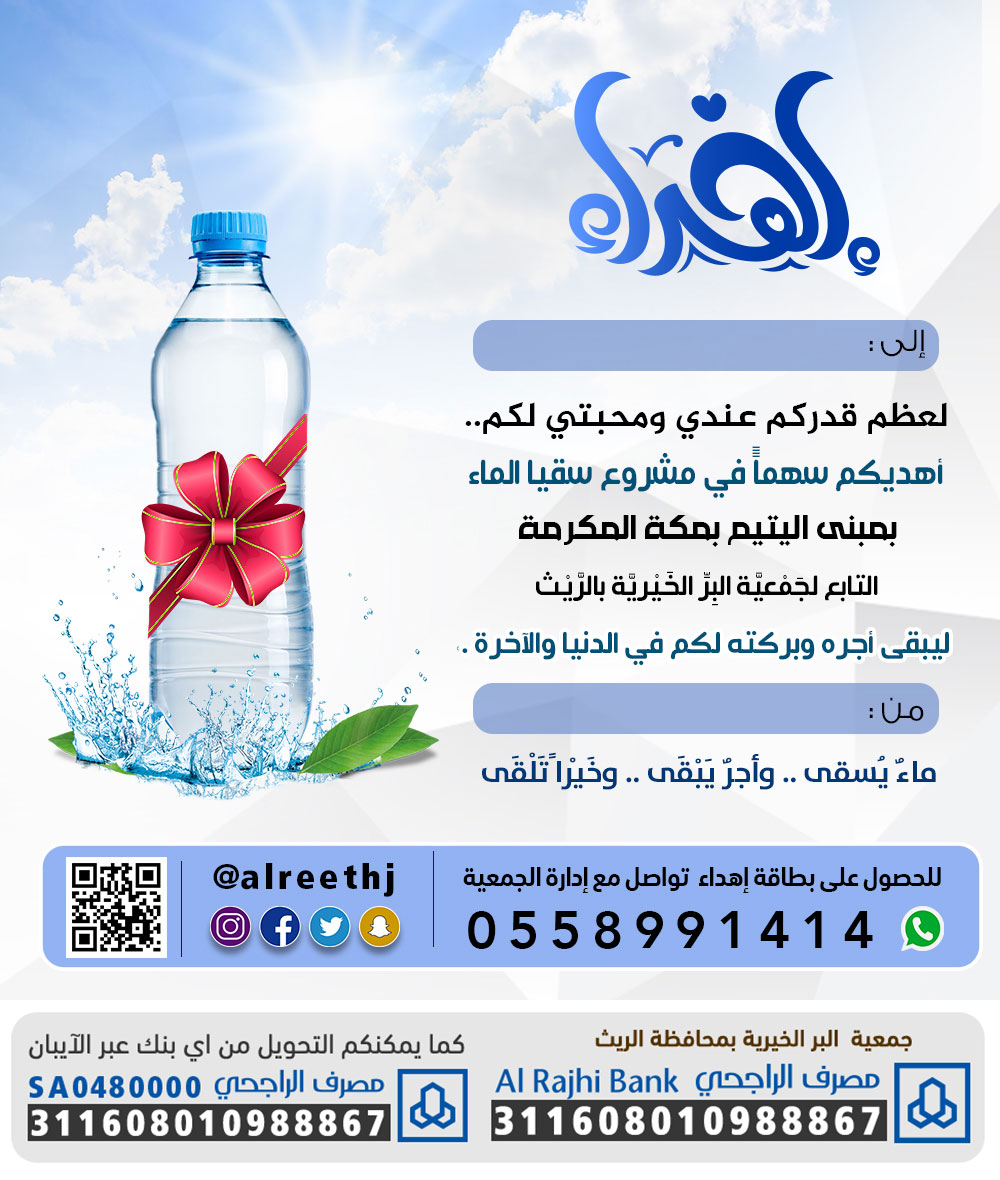 إهداء
إلى :
لعظم قدركم عندي ومحبتي لكم..
أهديكم سهماً في مشروع سقيا الماء
بمبنى اليتيم بمكة المكرمة
التابع لجَمْعيَّة البِرِّ الخَيْريَّة بالرَّيْث
ليبقى أجره وبركته لكم في الدنيا والآخرة .
من :
ماءٌ يُسقى .. وأجرٌ يَبْقَى .. وخَيْراً تَلْقَى
للحصول على بطاقة إهداء تواصل مع إدارة الجمعية
0558991414
@alreethj
جمعية البر الخيرية بمحافظة الريث
مصرف الراجحي Al Rajhi Bank
311608010988867
كما يمكنكم التحويل من اي بنك عبر الآيبان
مصرف الراجحي SA0480000
311608010988867